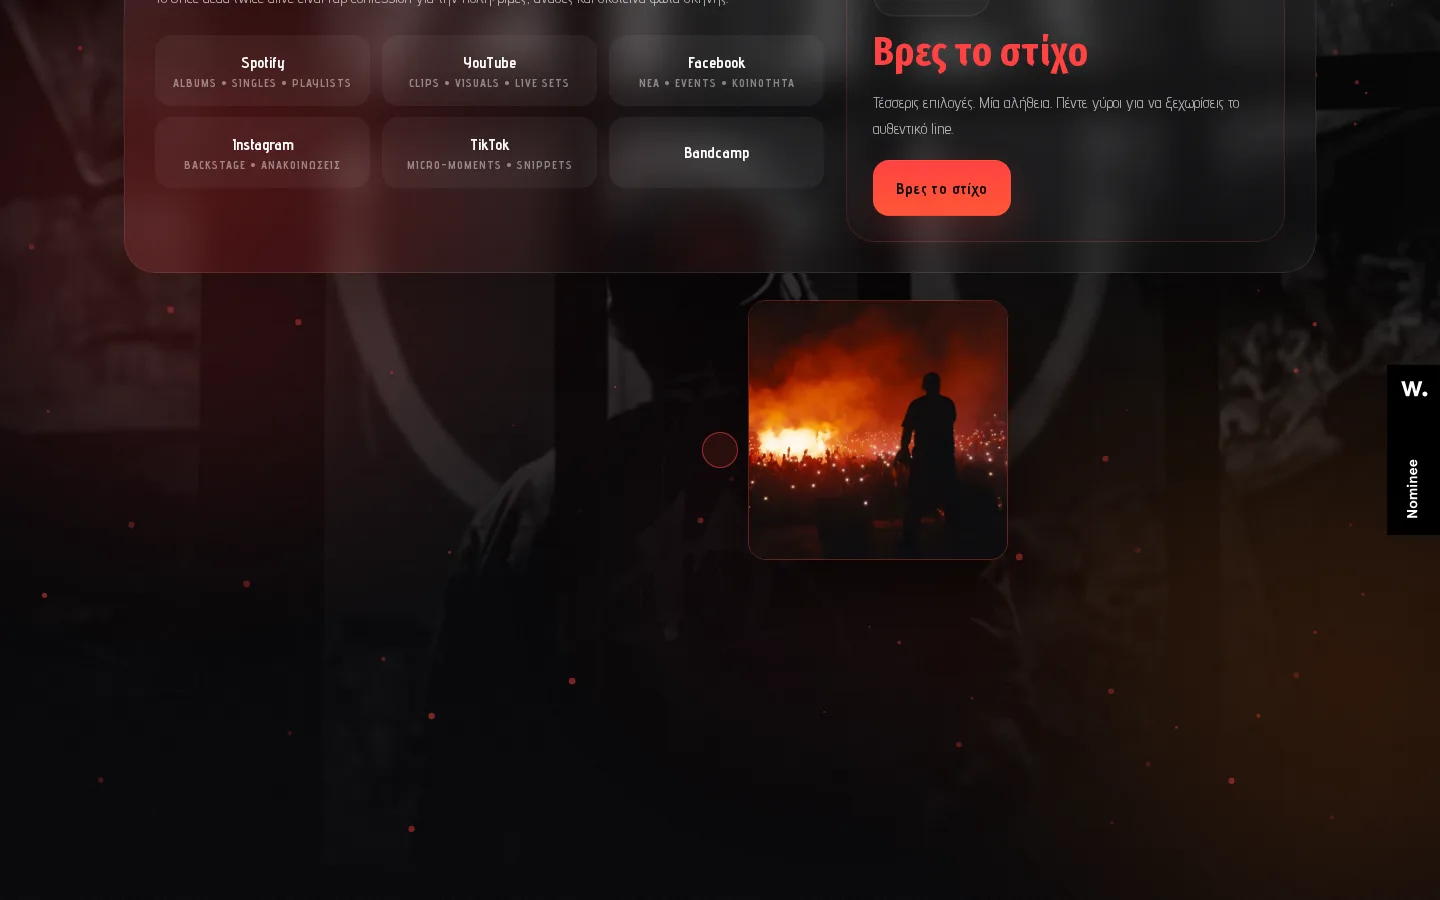 Spotify
ALBUMS • SINGLES • PLAYLISTS
YouTube
CLIPS • VISUALS • LIVE SETS
Facebook
ΝΕΑ • EVENTS • ΚΟΙΝΟΤΗΤΑ
Instagram
BACKSTAGE • ΑΝΑΚΟΙΝΩΣΕΙΣ
TikTok
MICRO-MOMENTS • SNIPPETS
Bandcamp
Βρες το στίχο
Τέσσερις επιλογές. Μία αλήθεια. Πέντε γύροι για να ξεχωρίσεις το
αυθεντικό line.
Βρες το στίχο
W.
Nominee